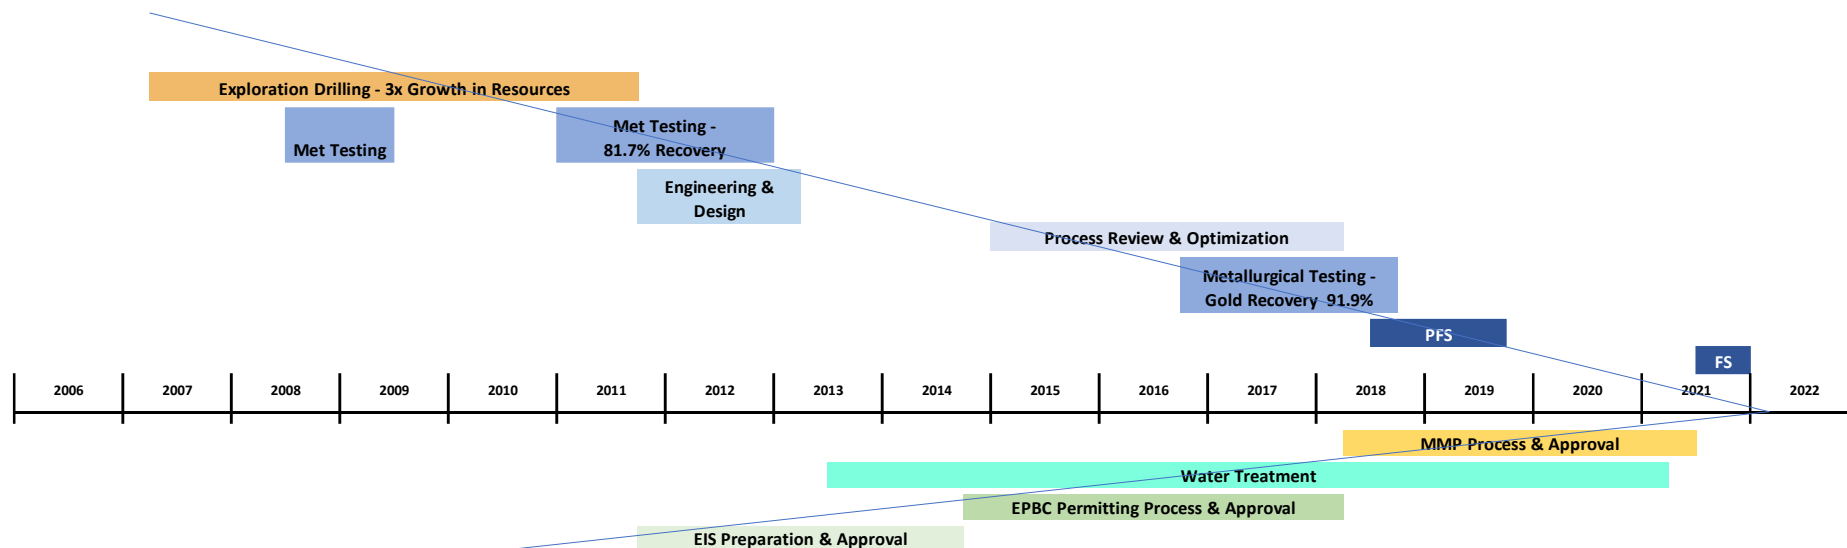 Exploration Drilling - 3x Growth in Resources
Met Testing
Met Testing -
81.7% Recovery
Engineering &
Design
Process Review & Optimization
Metallurgical Testing -
Gold Recovery 91.9%
PFS
FS
2006 2007 2008 2009 2010 2011 2012 2013 2014 2015 2016 2017 2018 2019 2020 2021 2022
MMP Process & Approval
Water Treatment
EPBC Permitting Process & Approval
EIS Preparation & Approval